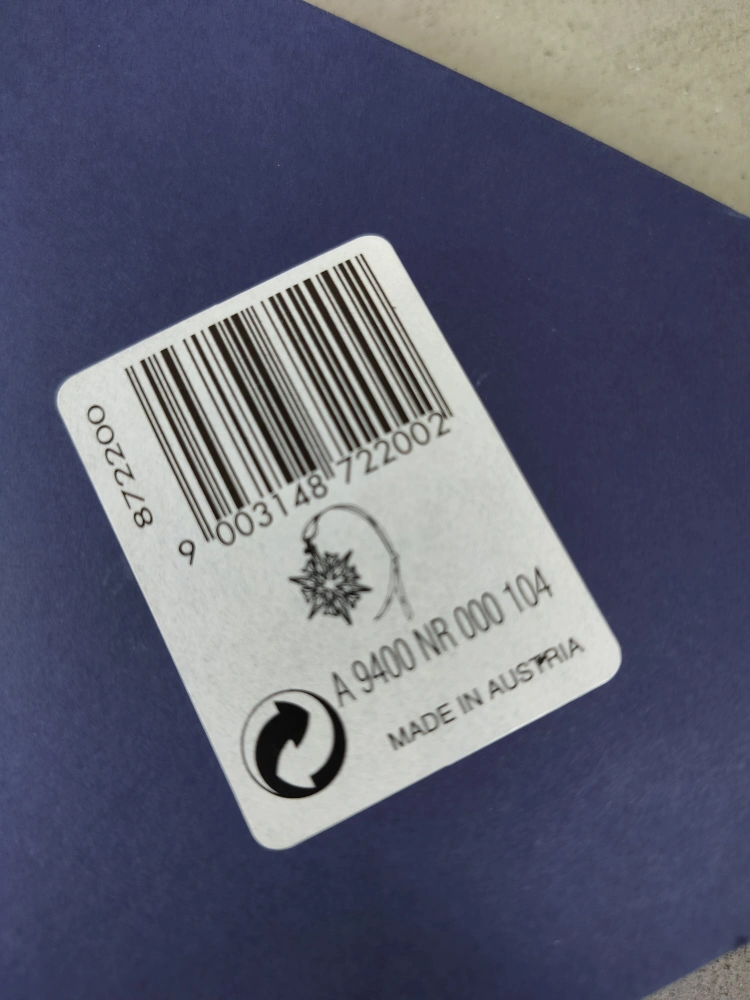 872200
9 003148 722002
A 9400 NR 000 104
MADE IN AUSTRIA